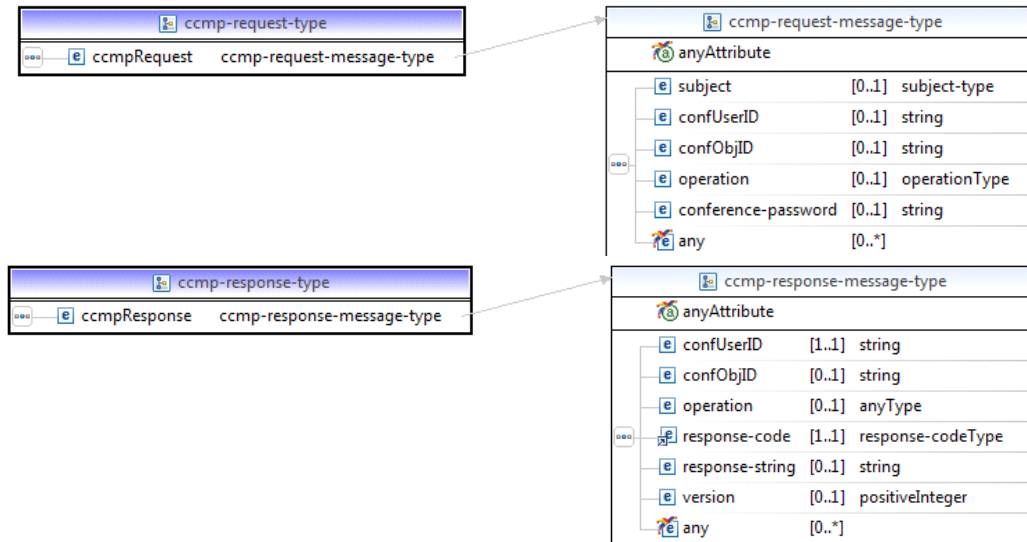 ccmp-request-type
ccmpRequest ccmp-request-message-type
ccmp-request-message-type
anyAttribute
subject [0..1] subject-type
confUserID [0..1] string
confObjID [0..1] string
operation [0..1] operationType
conference-password [0..1] string
any [0..*]
ccmp-response-type
ccmpResponse ccmp-response-message-type
ccmp-response-message-type
anyAttribute
confUserID [1..1] string
confObjID [0..1] string
operation [0..1] anyType
response-code [1..1] response-codeType
response-string [0..1] string
version [0..1] positiveInteger
any [0..*]